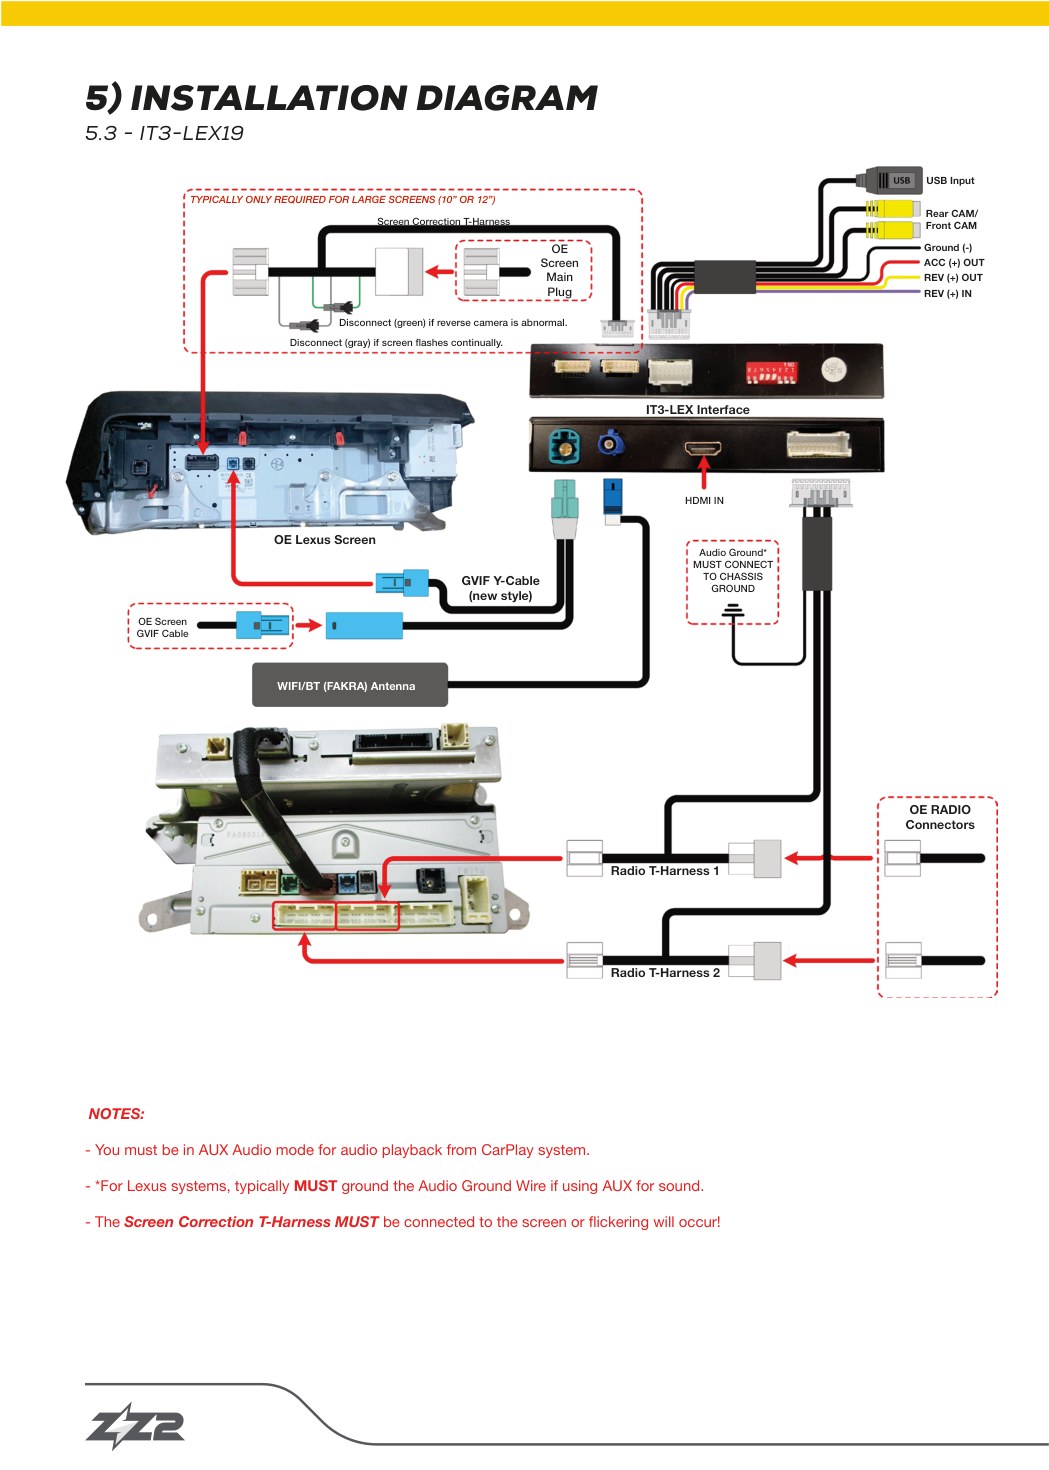 5) INSTALLATION DIAGRAM
5.3 - IT3-LEX19
TYPICALLY ONLY REQUIRED FOR LARGE SCREENS (10” OR 12”)
Screen Correction T-Harness
OE
Screen
Main
Plug
Disconnect (green) if reverse camera is abnormal.
Disconnect (gray) if screen flashes continually.
USB
USB Input
Rear CAM/
Front CAM
Ground (-)
ACC (+) OUT
REV (+) OUT
REV (+) IN
IT3-LEX Interface
HDMI IN
OE Lexus Screen
GVIF Y-Cable
(new style)
OE Screen
GVIF Cable
Audio Ground*
MUST CONNECT
TO CHASSIS
GROUND
WIFI/BT (FAKRA) Antenna
OE RADIO
Connectors
Radio T-Harness 1
Radio T-Harness 2
NOTES:
- You must be in AUX Audio mode for audio playback from CarPlay system.
- *For Lexus systems, typically MUST ground the Audio Ground Wire if using AUX for sound.
- The Screen Correction T-Harness MUST be connected to the screen or flickering will occur!
ZZ2